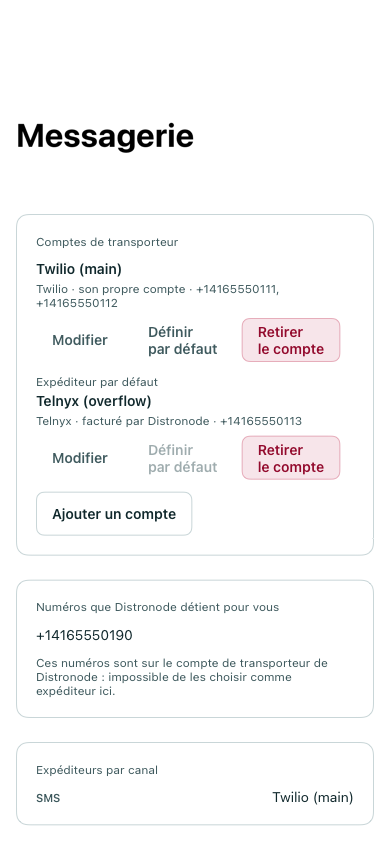 Messagerie
Comptes de transporteur
Twilio (main)
Twilio · son propre compte · +14165550111,
+14165550112
Modifier
Définir
par défaut
Retirer
le compte
Expéditeur par défaut
Telnyx (overflow)
Telnyx · facturé par Distronode · +14165550113
Modifier
Définir
par défaut
Retirer
le compte
Ajouter un compte
Numéros que Distronode détient pour vous
+14165550190
Ces numéros sont sur le compte de transporteur de
Distronode : impossible de les choisir comme
expéditeur ici.
Expéditeurs par canal
SMS Twilio (main)